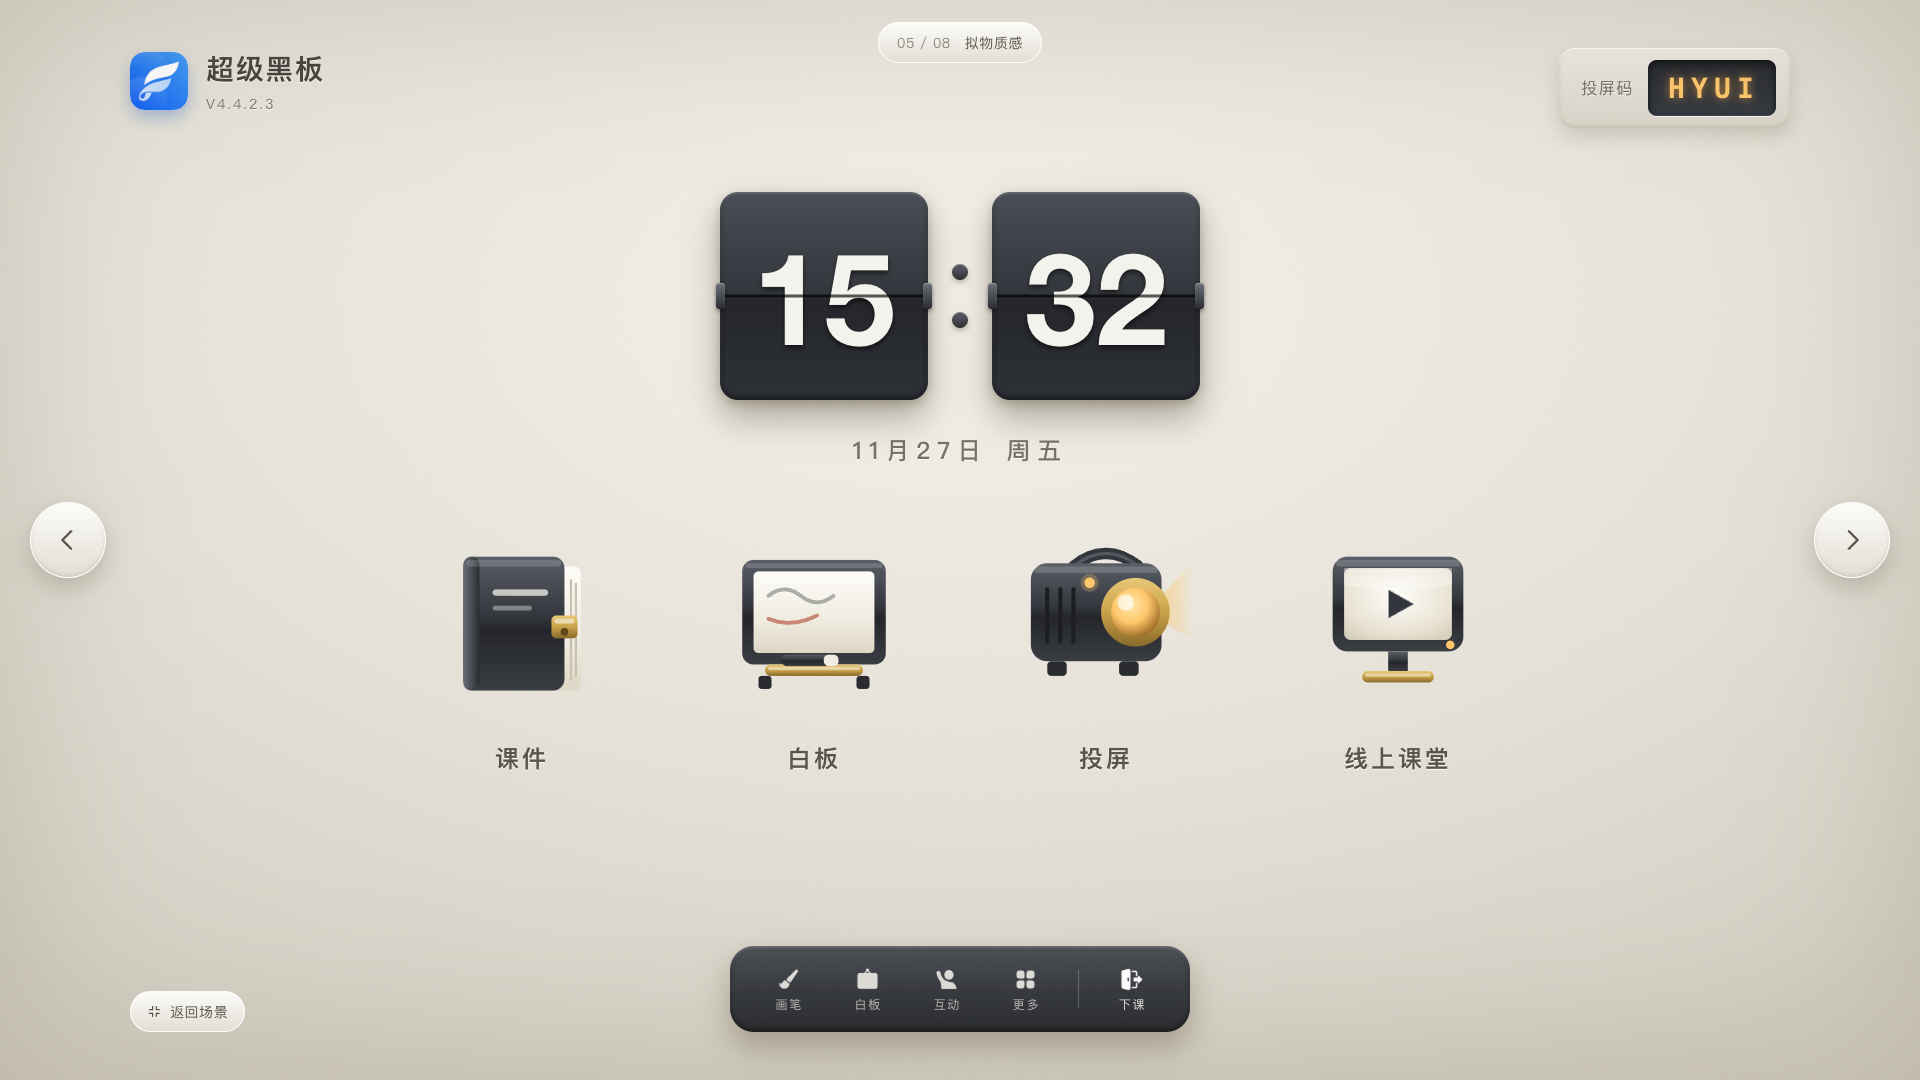 05 / 08 拟物质感
超级黑板
V4.4.2.3
投屏码 HYUI
15:32
11月27日 周五
课件
白板
投屏
线上课堂
画笔
白板
互动
更多
下课
返回场景